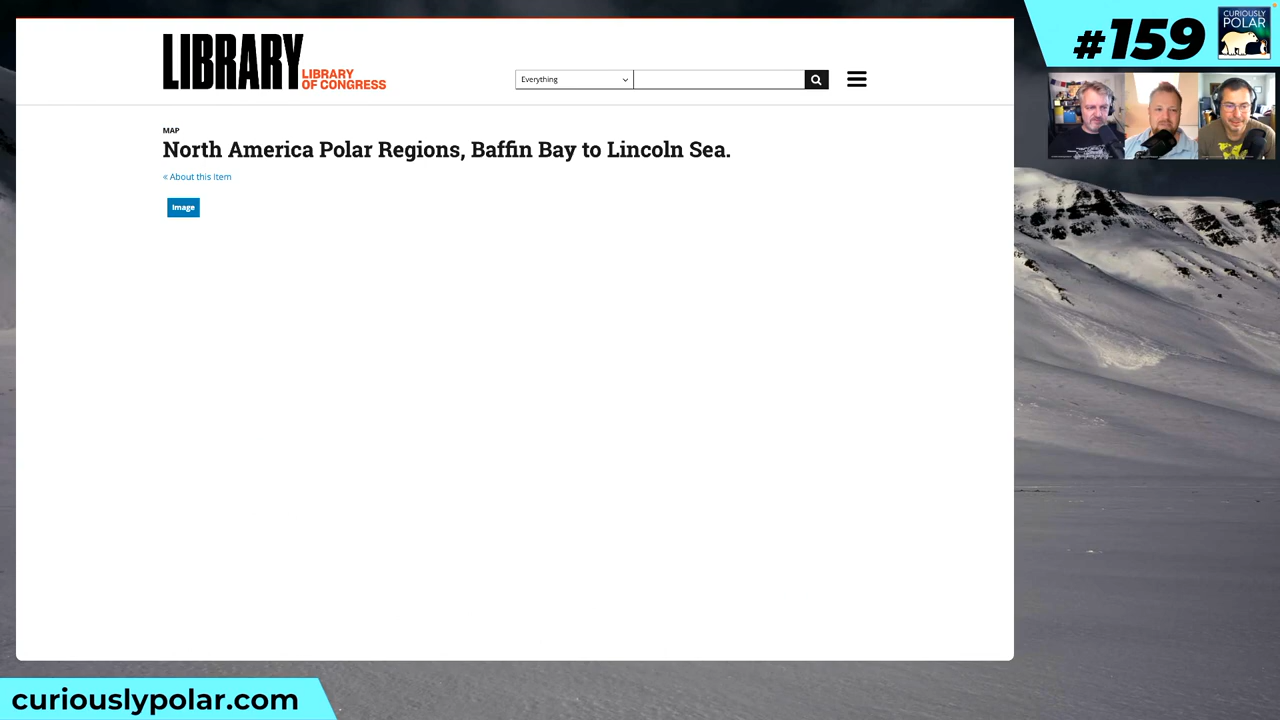 LIBRARY
LIBRARY
OF CONGRESS
Everything
MAP
North America Polar Regions, Baffin Bay to Lincoln Sea.
< About this Item
Image
#159
CURIOUSLY
POLAR
curiouslypolar.com